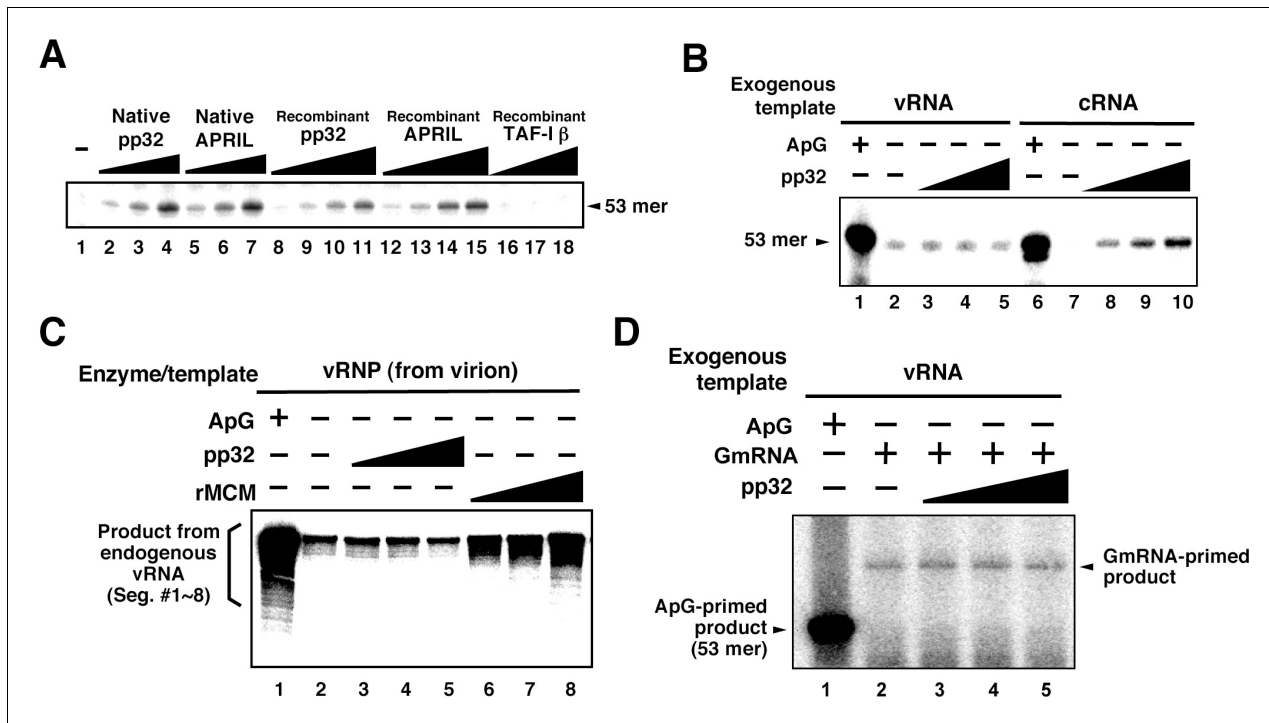 A
Native
pp32
Native
APRIL
Recombinant
pp32
Recombinant
APRIL
Recombinant
TAF-I β
–
53 mer
1 2 3 4 5 6 7 8 9 10 11 12 13 14 15 16 17 18
B
Exogenous
template
vRNA
cRNA
ApG + – – – – + – – – –
pp32 – – – –
53 mer
1 2 3 4 5 6 7 8 9 10
C
Enzyme/template
vRNP (from virion)
ApG + – – – – – – –
pp32 – – – – –
rMCM – – – – –
Product from
endogenous
vRNA
(Seg. #1~8)
1 2 3 4 5 6 7 8
D
Exogenous
template
vRNA
ApG + – – – –
GmRNA – + + + +
pp32 – –
GmRNA-primed
product
ApG-primed
product
(53 mer)
1 2 3 4 5